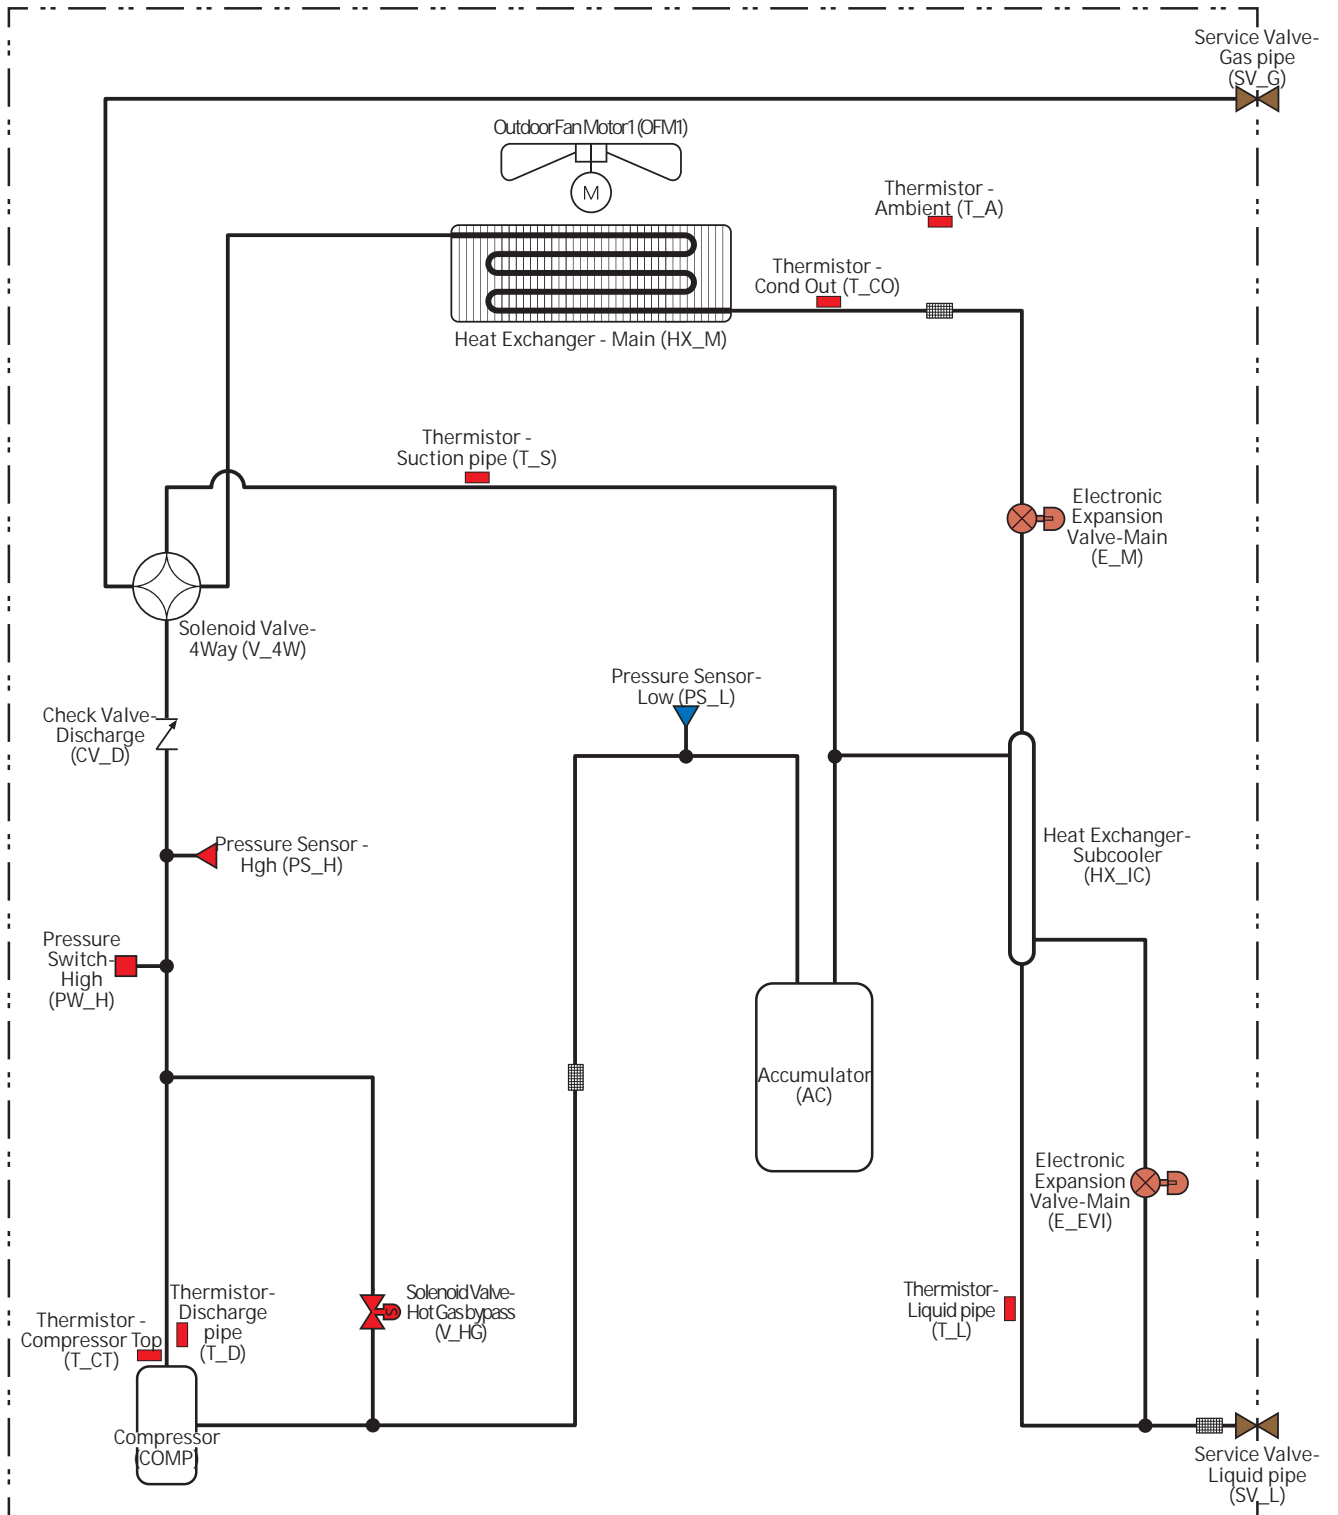 Service Valve-
Gas pipe
(SV_G)
OutdoorFanMotor1 (OFM1)
M
Thermistor -
Ambient (T_A)
Thermistor -
Cond Out (T_CO)
Heat Exchanger - Main (HX_M)
Thermistor -
Suction pipe (T_S)
Electronic
Expansion
Valve-Main
(E_M)
Solenoid Valve-
4Way (V_4W)
Pressure Sensor-
Low (PS_L)
Check Valve-
Discharge
(CV_D)
Pressure Sensor -
Hgh (PS_H)
Heat Exchanger-
Subcooler
(HX_IC)
Pressure
Switch-
High
(PW_H)
Accumulator
(AC)
Electronic
Expansion
Valve-Main
(E_EVI)
Thermistor-
Discharge
pipe
(T_D)
Solenoid Valve-
Hot Gas bypass
(V_HG)
S
Thermistor-
Liquid pipe
(T_L)
Thermistor -
Compressor Top
(T_CT)
Compressor
(COMP)
Service Valve-
Liquid pipe
(SV_L)